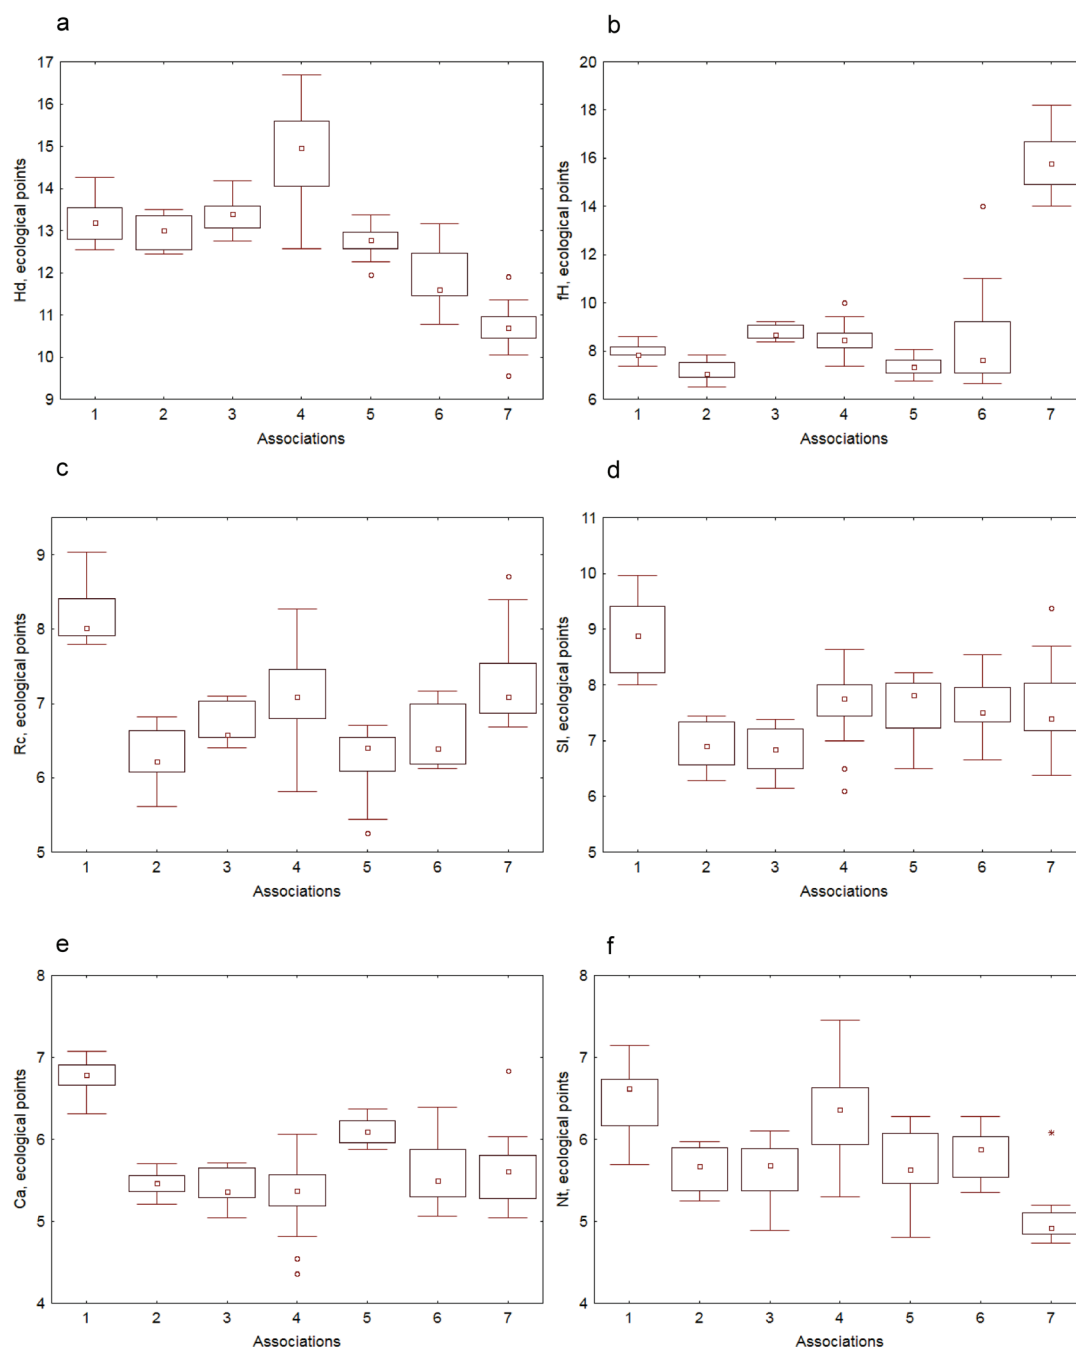 a
b
17
16
15
14
13
12
11
10
9
Hd, ecological points
1 2 3 4 5 6 7
Associations
20
18
16
14
12
10
8
6
fH, ecological points
1 2 3 4 5 6 7
Associations
c
d
9
8
7
6
5
Rc, ecological points
1 2 3 4 5 6 7
Associations
11
10
9
8
7
6
5
Sl, ecological points
1 2 3 4 5 6 7
Associations
e
f
8
7
6
5
4
Ca, ecological points
1 2 3 4 5 6 7
Associations
8
7
6
5
4
Nt, ecological points
1 2 3 4 5 6 7
Associations